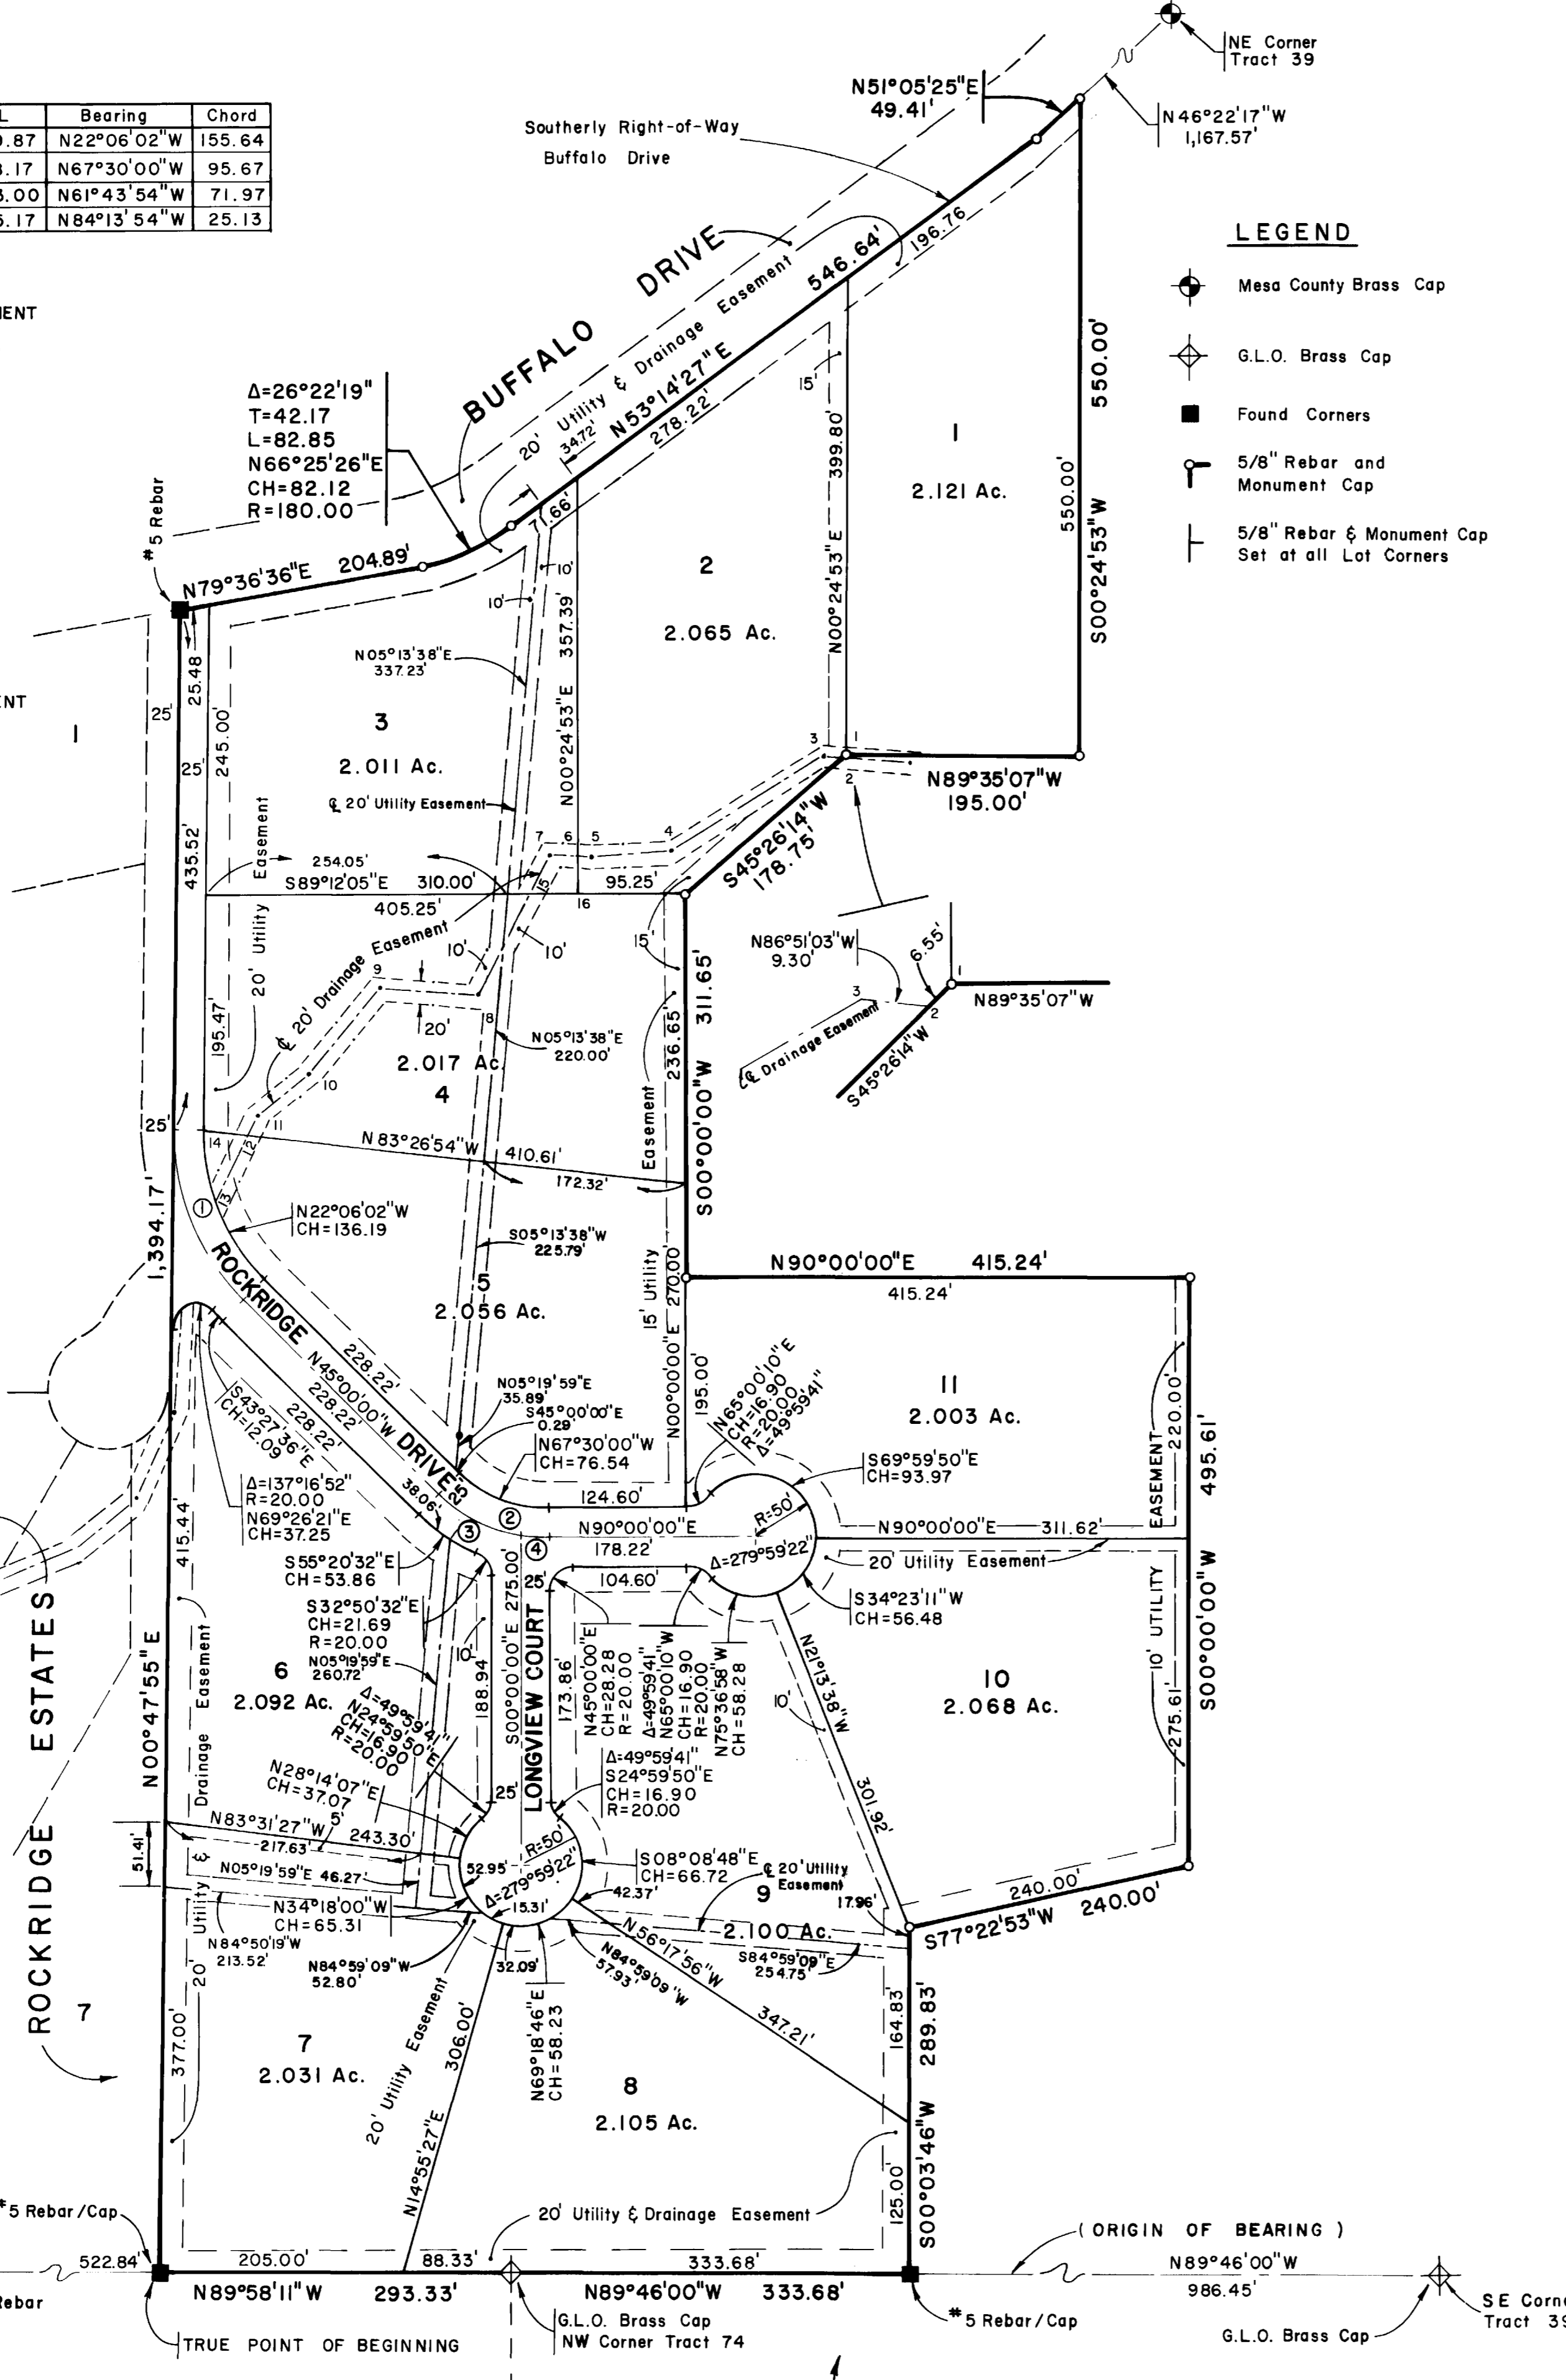 L Bearing Chord
.87 N22°06'02"W 155.64
.17 N67°30'00"W 95.67
.00 N61°43'54"W 71.97
.17 N84°13'54"W 25.13
NE Corner
Tract 39
N46°22'17"W
1,167.57'
N51°05'25"E
49.41'
Southerly Right-of-Way
Buffalo Drive
LEGEND
Mesa County Brass Cap
G.L.O. Brass Cap
Found Corners
5/8" Rebar and
Monument Cap
5/8" Rebar & Monument Cap
Set at all Lot Corners
BUFFALO DRIVE
20' Utility & Drainage Easement
546.64'
196.76
N53°14'27"E
278.22'
34.72'
71.66'
Δ=26°22'19"
T=42.17
L=82.85
N66°25'26"E
CH=82.12
R=180.00
#5 Rebar
N79°36'36"E 204.89'
1
2.121 Ac.
550.00'
550.00'
S00°24'53"W
15'
399.80'
N00°24'53"E
2
2.065 Ac.
10'
10'
357.39'
N00°24'53"E
N05°13'38"E
337.23'
3
2.011 Ac.
℄ 20' Utility Easement
25.48
25'
25'
245.00'
435.52'
1
20' Utility Easement
254.05'
S89°12'05"E 310.00'
405.25'
95.25'
7
6
5
4
3
1
2
15
16
N89°35'07"W
195.00'
S45°26'14"W
178.75'
N86°51'03"W
9.30'
6.55'
1
2
3
N89°35'07"W
S45°26'14"W
℄ Drainage Easement
℄ 20' Drainage Easement
9
10'
10'
20'
8
10
11
12
13
14
195.47'
25'
N05°13'38"E
220.00'
2.017 Ac.
4
N83°26'54"W 410.61'
172.32'
15'
236.65'
311.65'
S00°00'00"W
15' Utility Easement
270.00'
N00°00'00"E
195.00'
1,394.17'
1
N22°06'02"W
CH=136.19
S05°13'38"W
225.79'
5
2.056 Ac.
N90°00'00"E 415.24'
415.24'
ROCKRIDGE DRIVE
N45°00'00"W
228.22'
228.22'
228.22'
S43°27'36"E
CH=12.09
N05°19'59"E
35.89'
S45°00'00"E
0.29'
N67°30'00"W
CH=76.54
25'
2
3
4
38.06'
124.60'
N65°00'10"E
CH=16.90
R=20.00
Δ=49°59'41"
11
2.003 Ac.
S69°59'50"E
CH=93.97
R=50'
Δ=279°59'22"
220.00'
495.61'
S00°00'00"W
EASEMENT
10' UTILITY
275.61'
N90°00'00"E
178.22'
N90°00'00"E 311.62'
20' Utility Easement
S34°23'11"W
CH=56.48
104.60'
Δ=137°16'52"
R=20.00
N69°26'21"E
CH=37.25
S55°20'32"E
CH=53.86
S32°50'32"E
CH=21.69
R=20.00
N05°19'59"E
260.72'
415.44'
N00°47'55"E
20' Utility & Drainage Easement
6
2.092 Ac.
Δ=49°59'41"
N24°59'50"E
CH=16.90
R=20.00
10'
188.94
275.00'
S00°00'00"E
LONGVIEW COURT
25'
25'
173.86'
N45°00'00"E
CH=28.28
R=20.00
Δ=49°59'41"
N65°00'10"W
CH=16.90
R=20.00
N75°36'58"W
CH=58.28
Δ=49°59'41"
S24°59'50"E
CH=16.90
R=20.00
N21°13'38"W
301.92'
10'
10
2.068 Ac.
N28°14'07"E
CH=37.07
N83°31'27"W 243.30'
5'
217.63'
51.41'
N05°19'59"E 46.27'
N34°18'00"W
CH=65.31
N84°50'19"W
213.52'
N84°59'09"W
52.80'
R=50'
52.95'
Δ=279°59'22"
15.31'
32.09'
42.37'
S08°08'48"E
CH=66.72
℄ 20' Utility
Easement
9
2.100 Ac.
17.96'
240.00'
S77°22'53"W 240.00'
S84°59'09"E
254.75'
N84°59'09"W
57.93'
N56°17'56"W
347.21'
164.83'
289.83'
S00°03'46"W
125.00'
ROCKRIDGE ESTATES
7
377.00'
7
2.031 Ac.
20' Utility Easement
306.00'
N14°55'27"E
N69°18'46"E
CH=58.23
8
2.105 Ac.
20' Utility & Drainage Easement
#5 Rebar/Cap
522.84'
205.00'
88.33'
333.68'
N89°58'11"W 293.33'
N89°46'00"W 333.68'
(ORIGIN OF BEARING)
N89°46'00"W
986.45'
G.L.O. Brass Cap
NW Corner Tract 74
TRUE POINT OF BEGINNING
#5 Rebar/Cap
G.L.O. Brass Cap
SE Corne
Tract 39